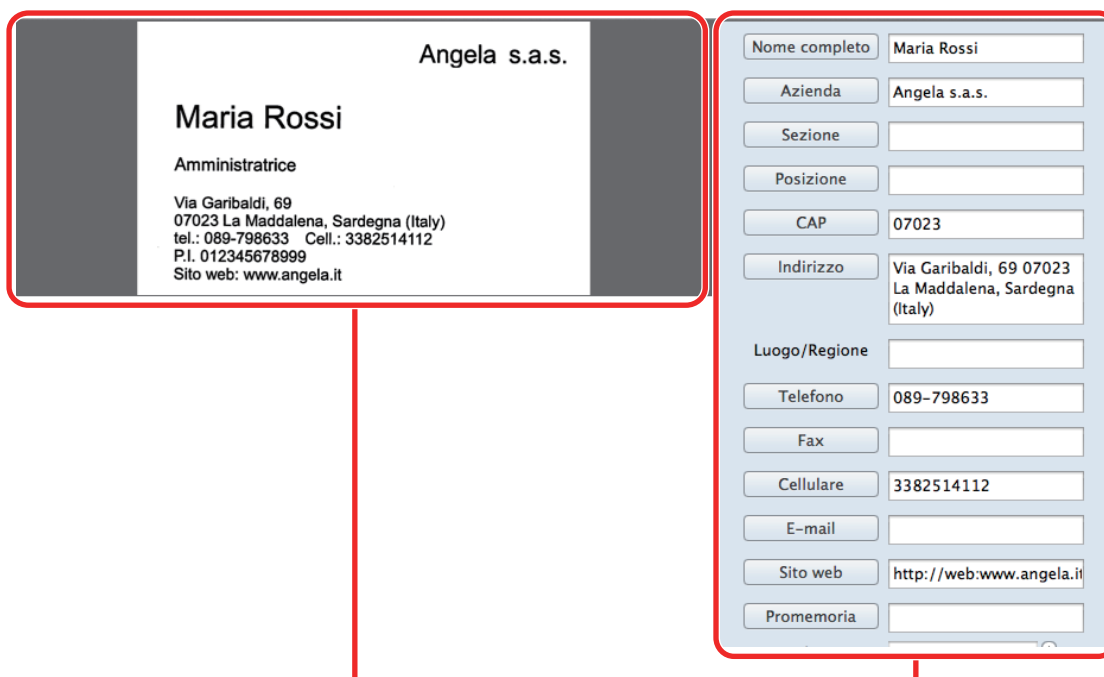 Angela s.a.s.
Maria Rossi
Amministratrice
Via Garibaldi, 69
07023 La Maddalena, Sardegna (Italy)
tel.: 089-798633 Cell.: 3382514112
P.I. 012345678999
Sito web: www.angela.it
Nome completo Maria Rossi
Azienda Angela s.a.s.
Sezione
Posizione
CAP 07023
Indirizzo Via Garibaldi, 69 07023
La Maddalena, Sardegna
(Italy)
Luogo/Regione
Telefono 089-798633
Fax
Cellulare 3382514112
E-mail
Sito web http://web:www.angela.it
Promemoria